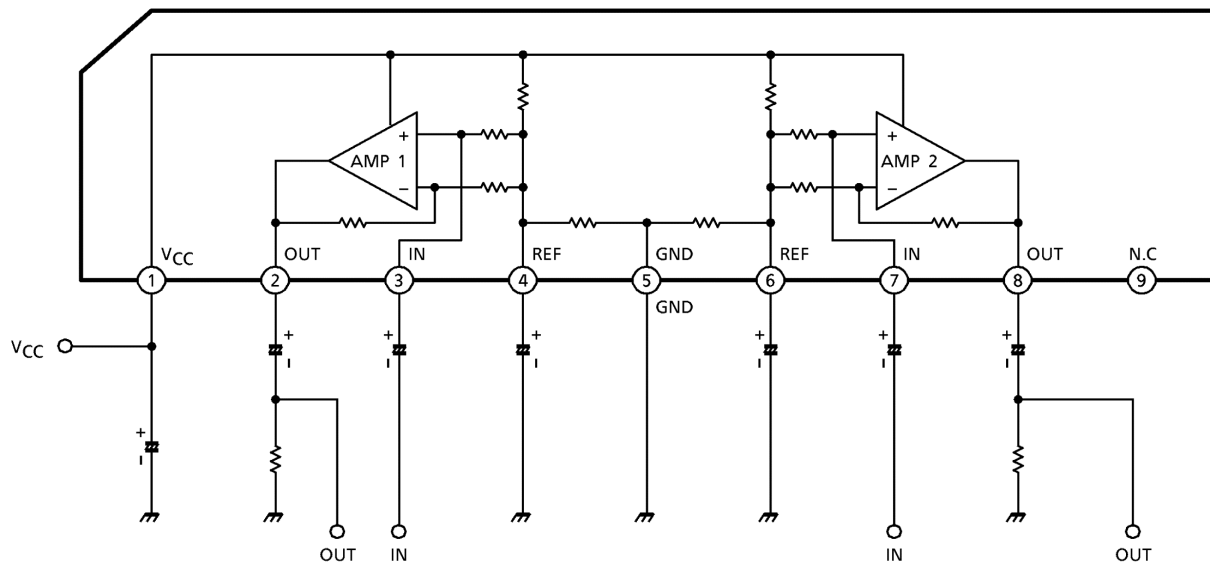 +
AMP 1
−
+
AMP 2
−
VCC
OUT
IN
REF
GND
REF
IN
OUT
N.C
1
2
3
4
5
6
7
8
9
GND
VCC
+
−
+
−
+
−
+
−
+
−
+
−
+
−
OUT
IN
IN
OUT